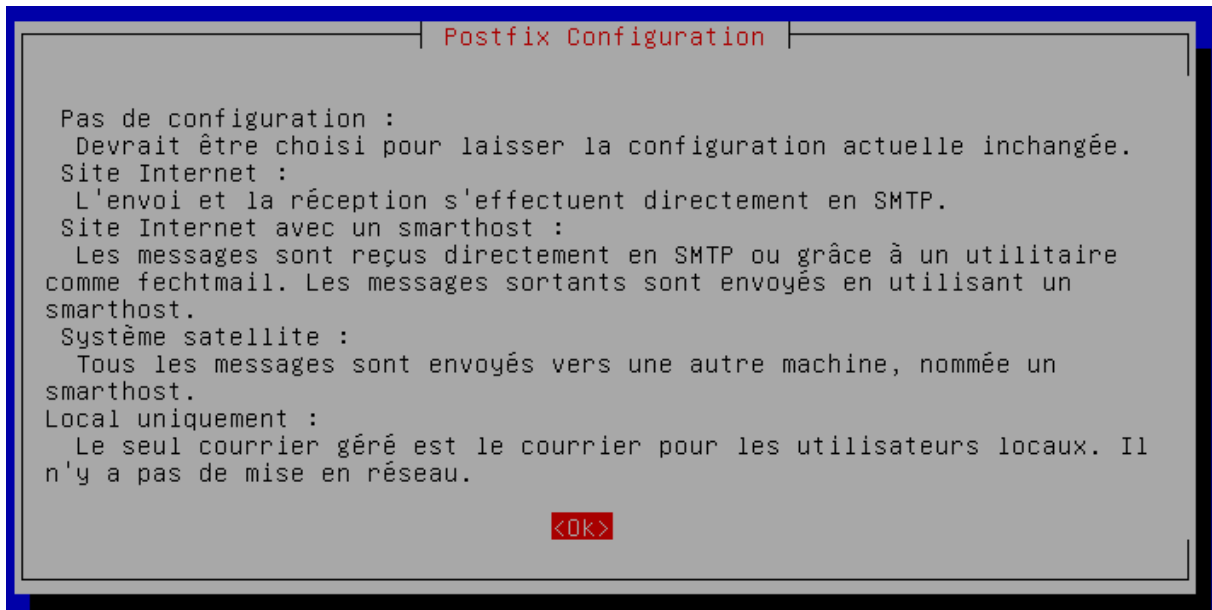 Postfix Configuration
Pas de configuration :
Devrait être choisi pour laisser la configuration actuelle inchangée.
Site Internet :
L'envoi et la réception s'effectuent directement en SMTP.
Site Internet avec un smarthost :
Les messages sont reçus directement en SMTP ou grâce à un utilitaire
comme fechtmail. Les messages sortants sont envoyés en utilisant un
smarthost.
Système satellite :
Tous les messages sont envoyés vers une autre machine, nommée un
smarthost.
Local uniquement :
Le seul courrier géré est le courrier pour les utilisateurs locaux. Il
n'y a pas de mise en réseau.
<Ok>